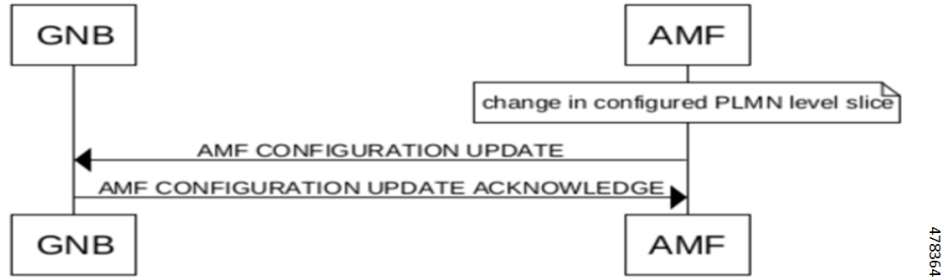 GNB
AMF
change in configured PLMN level slice
AMF CONFIGURATION UPDATE
AMF CONFIGURATION UPDATE ACKNOWLEDGE
GNB
AMF
478364